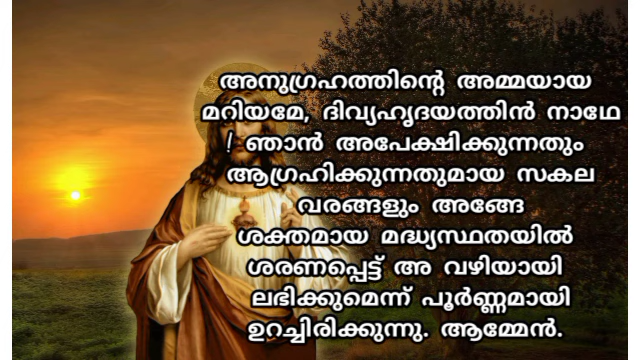 അനുഗ്രഹത്തിന്റെ അമ്മയായ
മറിയമേ, ദിവ്യഹൃദയത്തിൻ നാഥേ
! ഞാൻ അപേക്ഷിക്കുന്നതും
ആഗ്രഹിക്കുന്നതുമായ സകല
വരങ്ങളും അങ്ങേ
ശക്തമായ മദ്ധ്യസ്ഥതയിൽ
ശരണപ്പെട്ട് അ വഴിയായി
ലഭിക്കുമെന്ന് പൂർണ്ണമായി
ഉറച്ചിരിക്കുന്നു. ആമ്മേൻ.